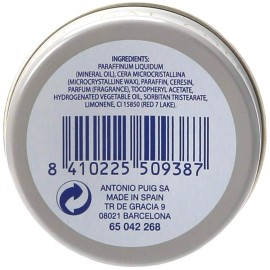 INGREDIENTS:
PARAFFINUM LIQUIDUM
(MINERAL OIL), CERA MICROCRISTALLINA
(MICROCRYSTALLINE WAX), PARAFFIN, CERESIN,
PARFUM (FRAGRANCE), TOCOPHERYL ACETATE,
HYDROGENATED VEGETABLE OIL, SORBITAN TRISTEARATE,
LIMONENE, CI 15850 (RED 7 LAKE).
8 410225 509387
ANTONIO PUIG SA
MADE IN SPAIN
TR DE GRACIA 9
08021 BARCELONA
65 042 268